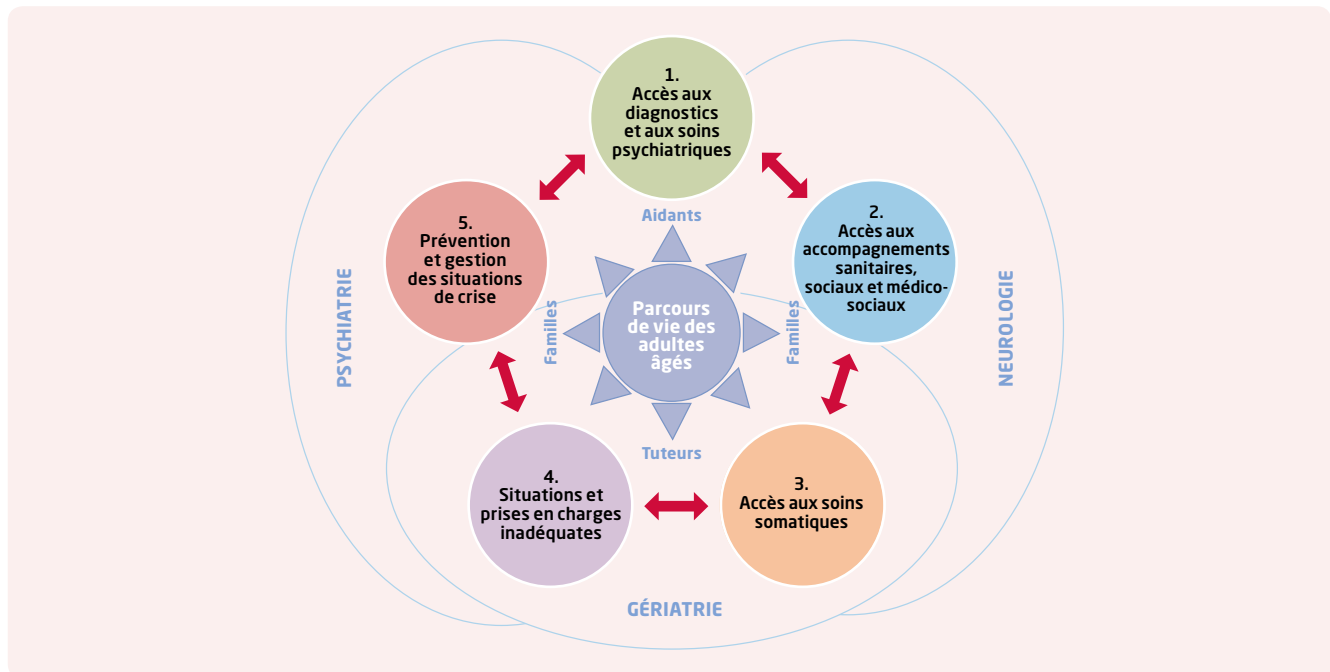 1.
Accès aux
diagnostics
et aux soins
psychiatriques
2.
Accès aux
accompagnements
sanitaires,
sociaux et médico-
sociaux
3.
Accès aux soins
somatiques
4.
Situations et
prises en charges
inadéquates
5.
Prévention
et gestion
des situations
de crise
Aidants
Familles
Parcours
de vie des
adultes
âgés
Familles
Tuteurs
PSYCHIATRIE
NEUROLOGIE
GÉRIATRIE